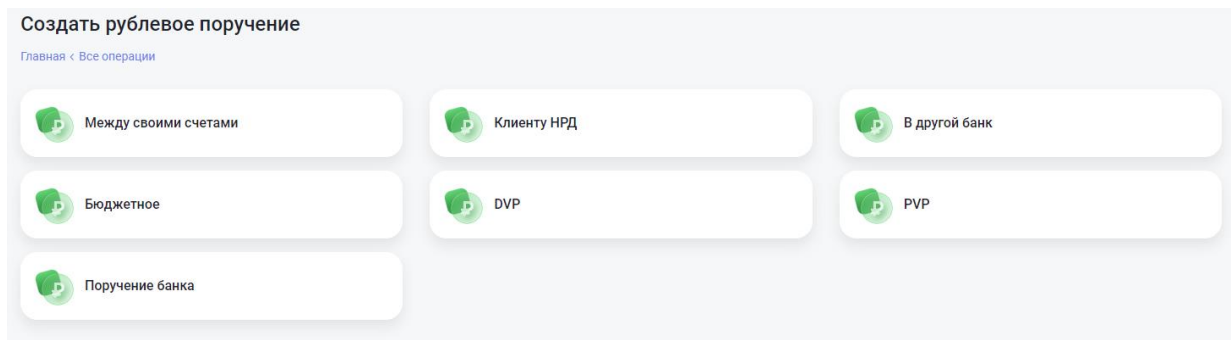 Создать рублевое поручение
Главная < Все операции
Между своими счетами
Клиенту НРД
В другой банк
Бюджетное
DVP
PVP
Поручение банка